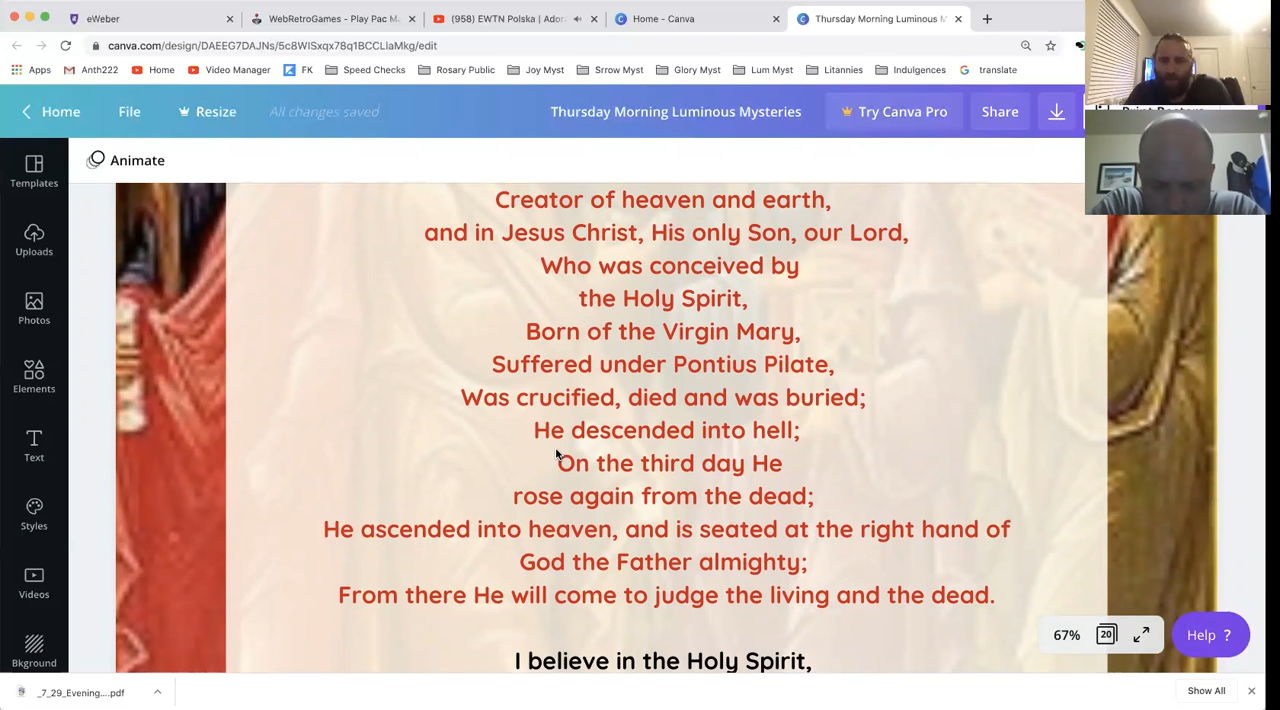 eWeber
WebRetroGames - Play Pac M
(958) EWTN Polska | Ador
Home - Canva
Thursday Morning Luminous M
canva.com/design/DAEEG7DAJNs/5c8WlSxqx78q1BCCLlaMkg/edit
Apps
Anth222
Home
Video Manager
FK
Speed Checks
Rosary Public
Joy Myst
Srrow Myst
Glory Myst
Lum Myst
Litannies
Indulgences
translate
Home
File
Resize
All changes saved
Thursday Morning Luminous Mysteries
Try Canva Pro
Share
Animate
Templates
Uploads
Photos
Elements
Text
Styles
Videos
Bkground
Creator of heaven and earth,
and in Jesus Christ, His only Son, our Lord,
Who was conceived by
the Holy Spirit,
Born of the Virgin Mary,
Suffered under Pontius Pilate,
Was crucified, died and was buried;
He descended into hell;
On the third day He
rose again from the dead;
He ascended into heaven, and is seated at the right hand of
God the Father almighty;
From there He will come to judge the living and the dead.
I believe in the Holy Spirit,
67%
20
Help ?
_7_29_Evening....pdf
Show All